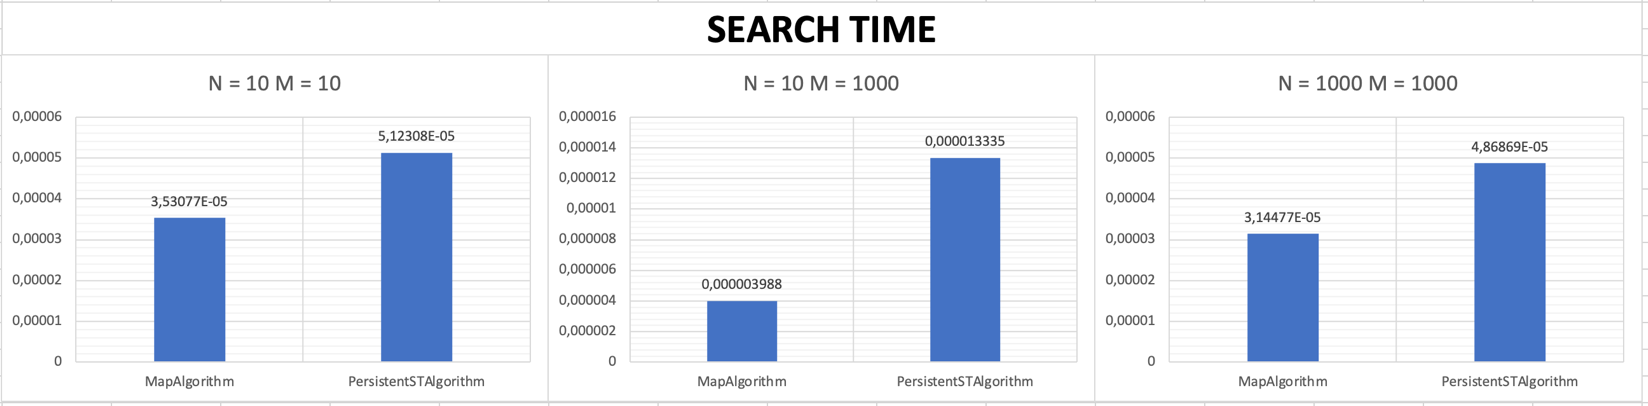 SEARCH TIME
N = 10 M = 10
0,00006
0,00005
0,00004
0,00003
0,00002
0,00001
0
3,53077E-05
5,12308E-05
MapAlgorithm
PersistentSTAlgorithm
N = 10 M = 1000
0,000016
0,000014
0,000012
0,00001
0,000008
0,000006
0,000004
0,000002
0
0,000003988
0,000013335
MapAlgorithm
PersistentSTAlgorithm
N = 1000 M = 1000
0,00006
0,00005
0,00004
0,00003
0,00002
0,00001
0
3,14477E-05
4,86869E-05
MapAlgorithm
PersistentSTAlgorithm